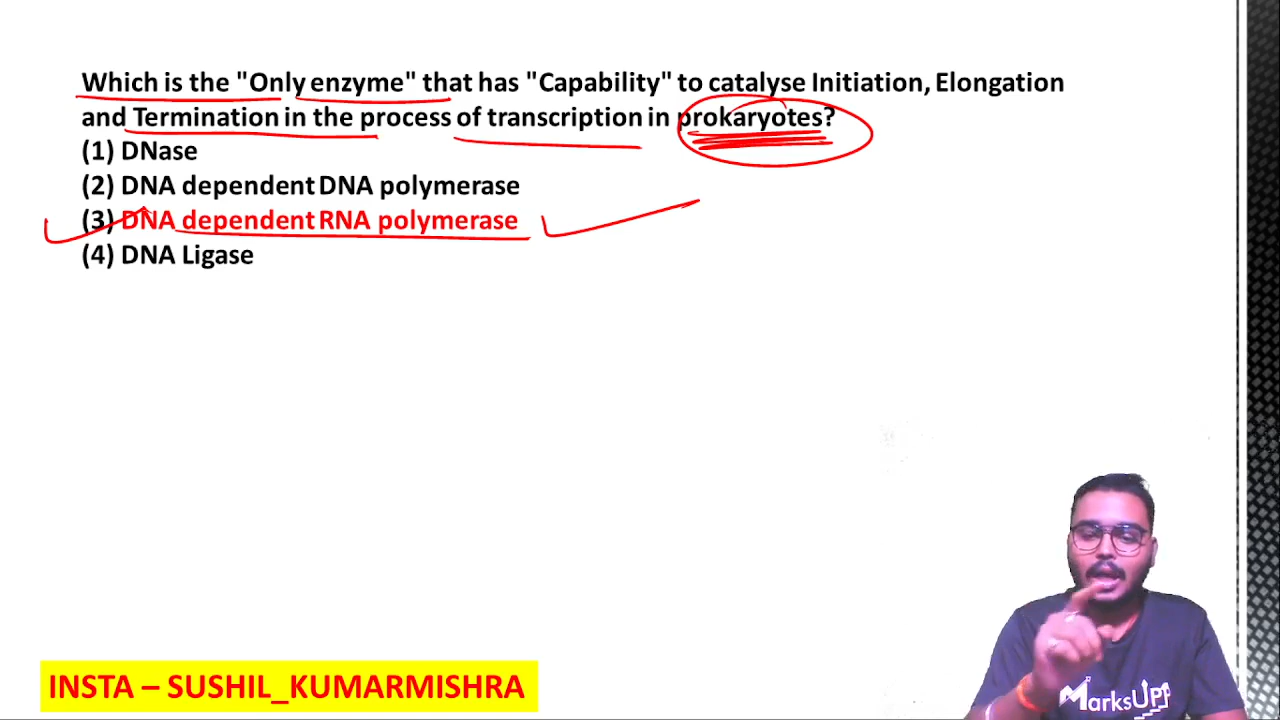 Which is the "Only enzyme" that has "Capability" to catalyse Initiation, Elongation
and Termination in the process of transcription in prokaryotes?
(1) DNase
(2) DNA dependent DNA polymerase
(3) DNA dependent RNA polymerase
(4) DNA Ligase
MarksUPP
INSTA – SUSHIL_KUMARMISHRA